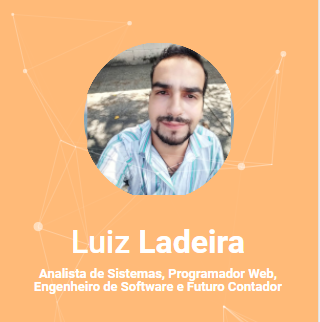 Luiz Ladeira
Analista de Sistemas, Programador Web,
Engenheiro de Software e Futuro Contador